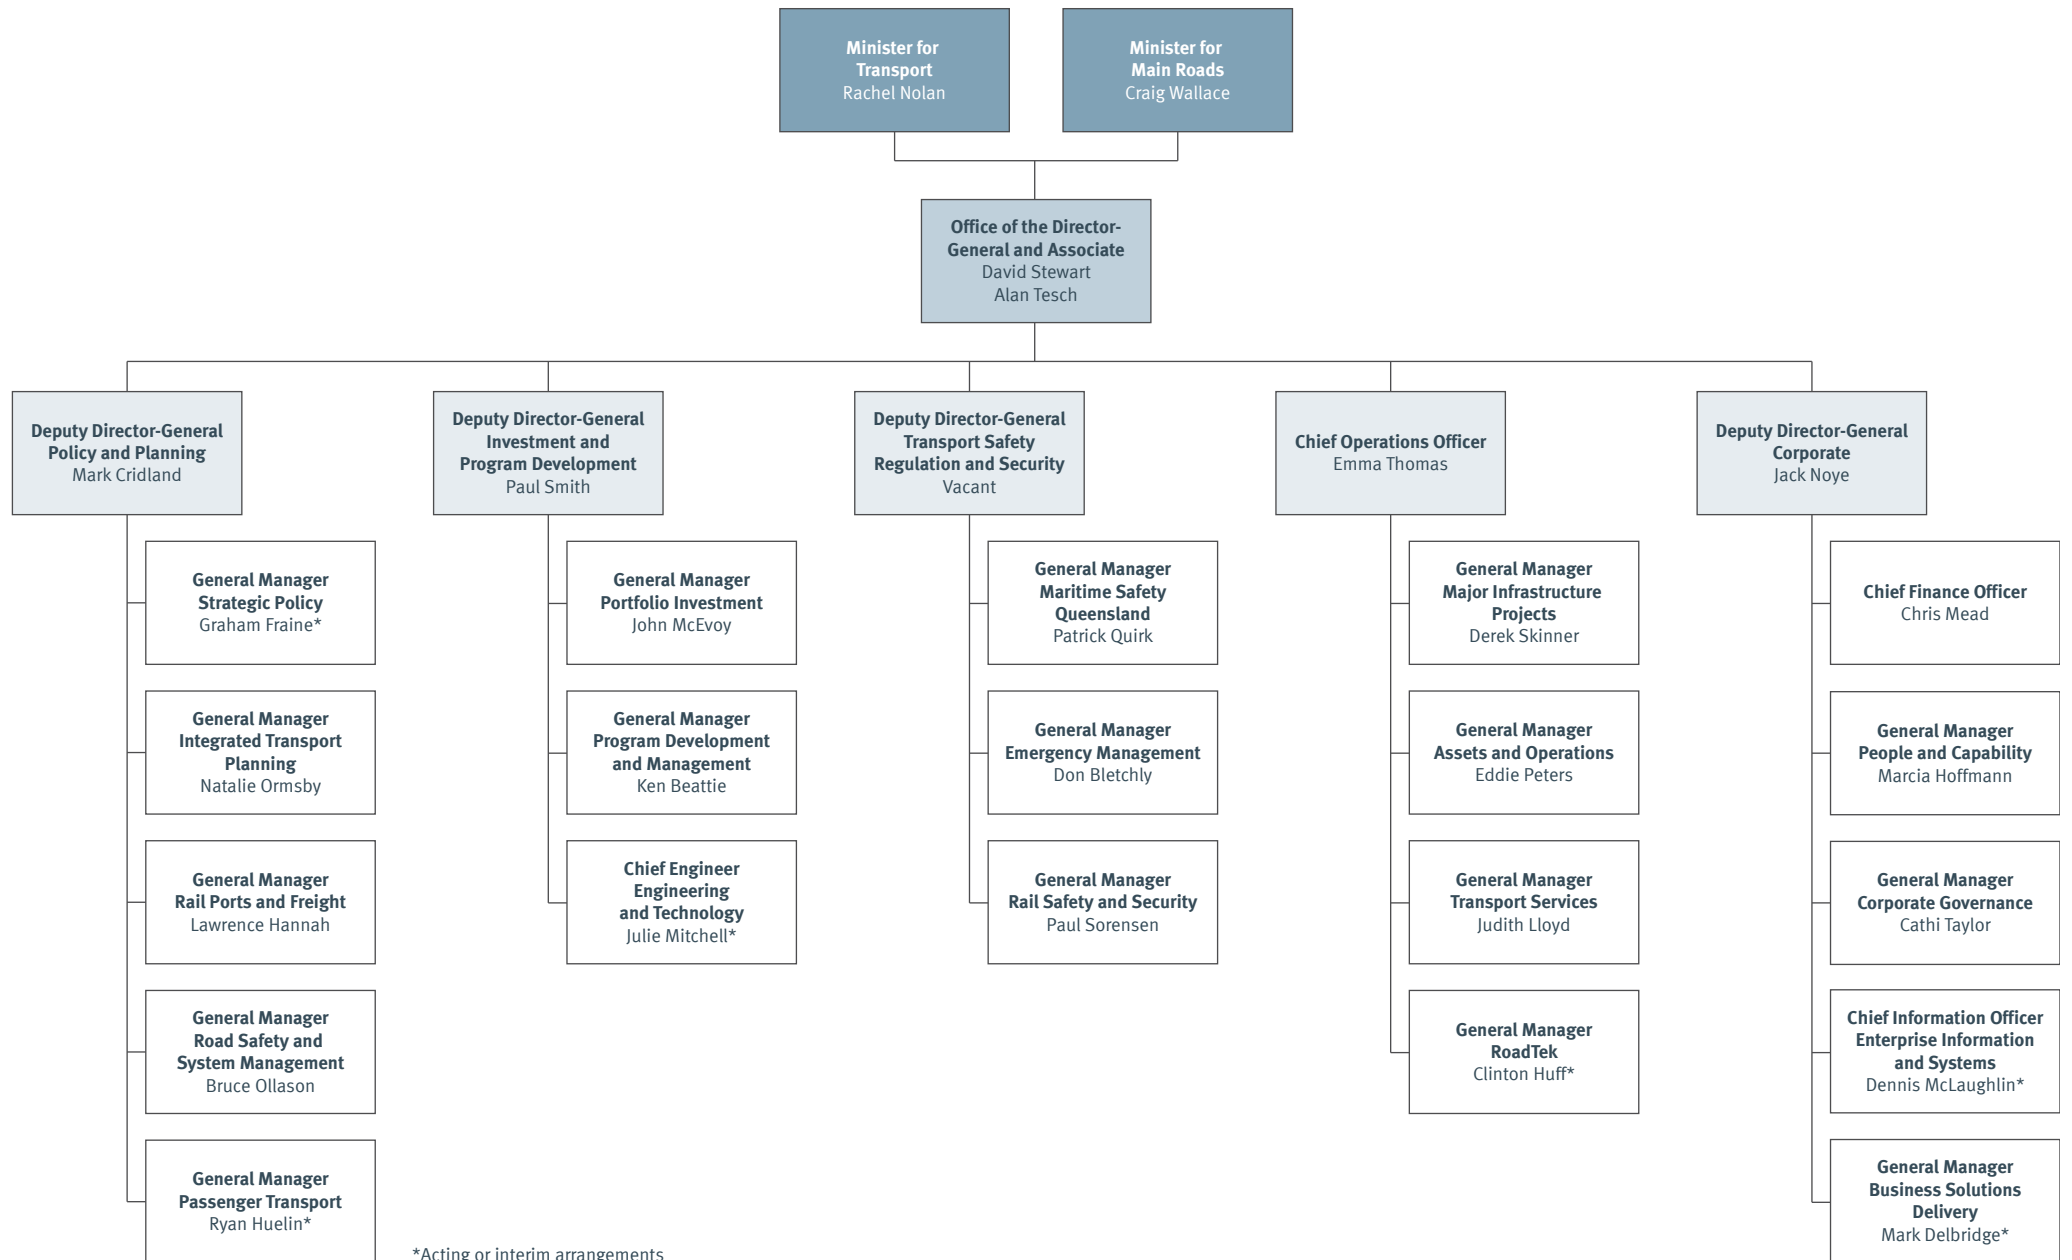 Minister for
Transport
Rachel Nolan
Minister for
Main Roads
Craig Wallace
Office of the Director-
General and Associate
David Stewart
Alan Tesch
Deputy Director-General
Policy and Planning
Mark Cridland
General Manager
Strategic Policy
Graham Fraine*
General Manager
Integrated Transport
Planning
Natalie Ormsby
General Manager
Rail Ports and Freight
Lawrence Hannah
General Manager
Road Safety and
System Management
Bruce Ollason
General Manager
Passenger Transport
Ryan Huelin*
Deputy Director-General
Investment and
Program Development
Paul Smith
General Manager
Portfolio Investment
John McEvoy
General Manager
Program Development
and Management
Ken Beattie
Chief Engineer
Engineering
and Technology
Julie Mitchell*
Deputy Director-General
Transport Safety
Regulation and Security
Vacant
General Manager
Maritime Safety
Queensland
Patrick Quirk
General Manager
Emergency Management
Don Bletchly
General Manager
Rail Safety and Security
Paul Sorensen
Chief Operations Officer
Emma Thomas
General Manager
Major Infrastructure
Projects
Derek Skinner
General Manager
Assets and Operations
Eddie Peters
General Manager
Transport Services
Judith Lloyd
General Manager
RoadTek
Clinton Huff*
Deputy Director-General
Corporate
Jack Noye
Chief Finance Officer
Chris Mead
General Manager
People and Capability
Marcia Hoffmann
General Manager
Corporate Governance
Cathi Taylor
Chief Information Officer
Enterprise Information
and Systems
Dennis McLaughlin*
General Manager
Business Solutions
Delivery
Mark Delbridge*
*Acting or interim arrangements